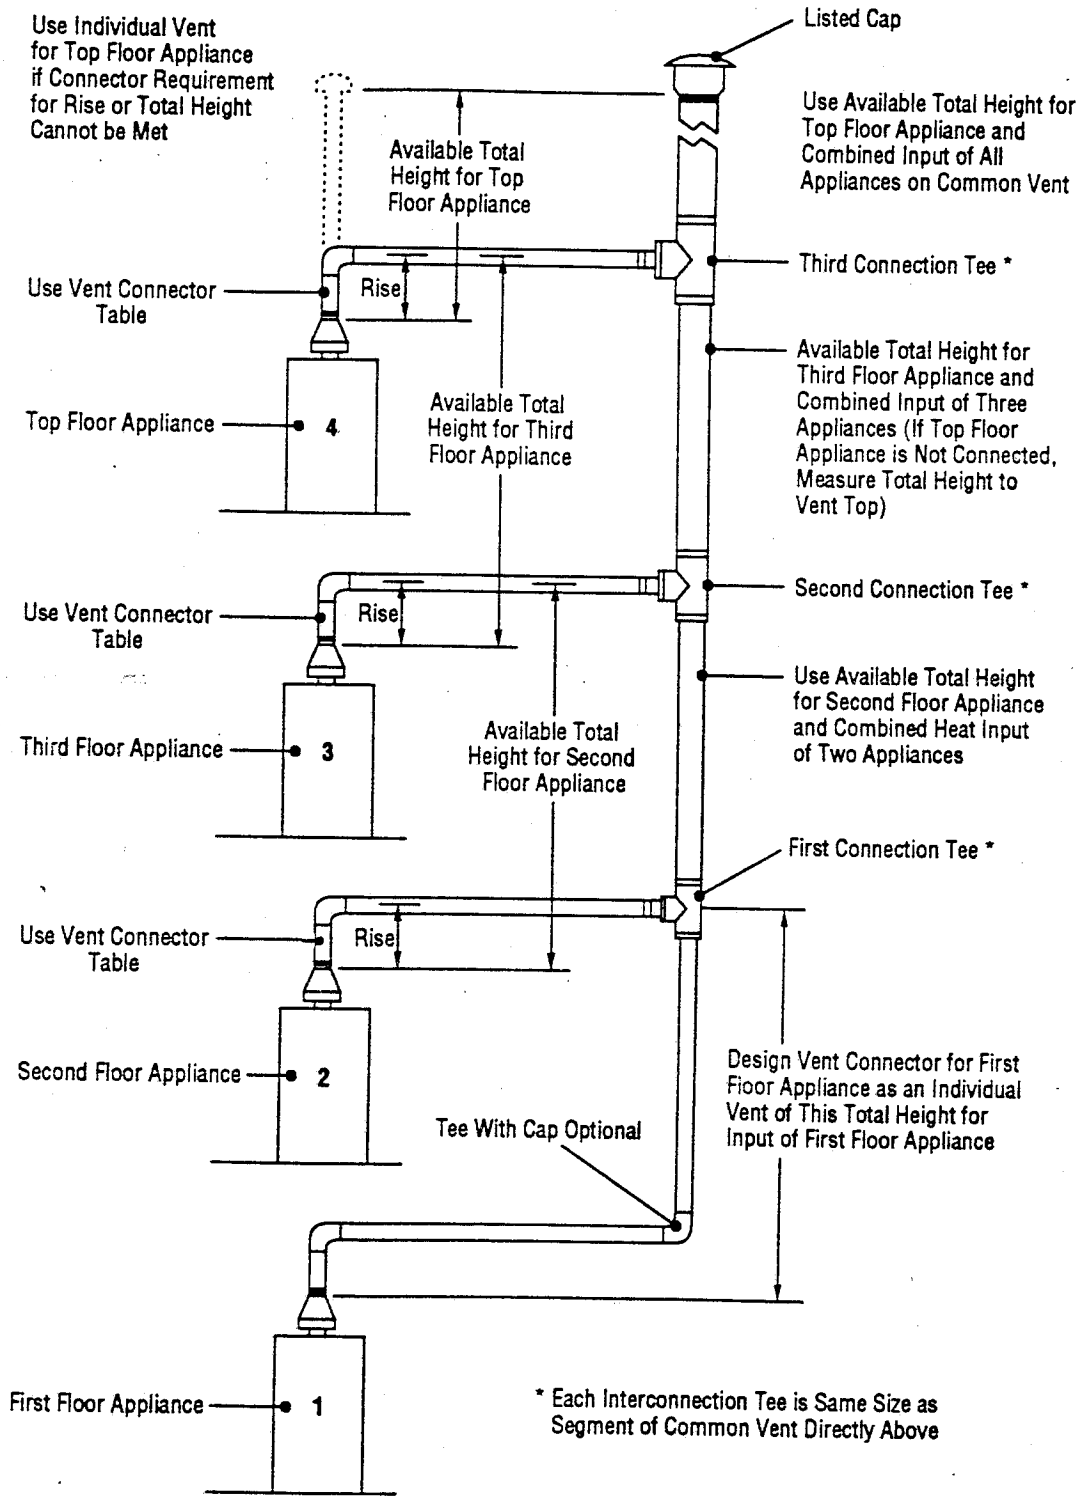 Use Individual Vent
for Top Floor Appliance
if Connector Requirement
for Rise or Total Height
Cannot be Met
Listed Cap
Use Available Total Height for
Top Floor Appliance and
Combined Input of All
Appliances on Common Vent
Available Total
Height for Top
Floor Appliance
Third Connection Tee *
Use Vent Connector
Table
Rise
Available Total Height for
Third Floor Appliance and
Combined Input of Three
Appliances (If Top Floor
Appliance is Not Connected,
Measure Total Height to
Vent Top)
Top Floor Appliance
4
Available Total
Height for Third
Floor Appliance
Second Connection Tee *
Use Vent Connector
Table
Rise
Use Available Total Height
for Second Floor Appliance
and Combined Heat Input
of Two Appliances
Third Floor Appliance
3
Available Total
Height for Second
Floor Appliance
First Connection Tee *
Use Vent Connector
Table
Rise
Second Floor Appliance
2
Design Vent Connector for First
Floor Appliance as an Individual
Vent of This Total Height for
Input of First Floor Appliance
Tee With Cap Optional
First Floor Appliance
1
* Each Interconnection Tee is Same Size as
Segment of Common Vent Directly Above